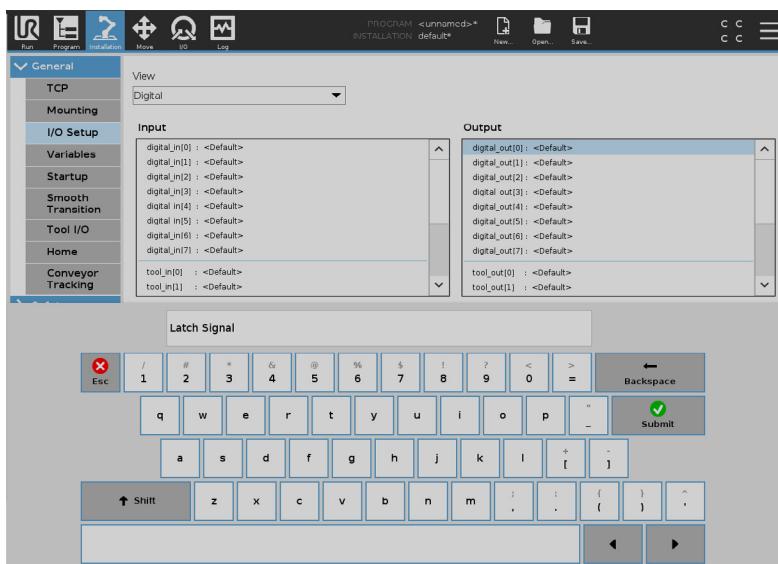 UR
PROGRAM <unnamed>*
INSTALLATION default*
Run Program Installation Move I/O Log New... Open... Save...
C C
C C
General
TCP
Mounting
I/O Setup
Variables
Startup
Smooth
Transition
Tool I/O
Home
Conveyor
Tracking
View
Digital
Input
digital_in[0] : <Default>
digital_in[1] : <Default>
digital_in[2] : <Default>
digital_in[3] : <Default>
digital_in[4] : <Default>
digital_in[5] : <Default>
digital_in[6] : <Default>
digital_in[7] : <Default>
tool_in[0] : <Default>
tool_in[1] : <Default>
Output
digital_out[0] : <Default>
digital_out[1] : <Default>
digital_out[2] : <Default>
digital_out[3] : <Default>
digital_out[4] : <Default>
digital_out[5] : <Default>
digital_out[6] : <Default>
digital_out[7] : <Default>
tool_out[0] : <Default>
tool_out[1] : <Default>
Latch Signal
/ # * & @ % $ ! ? < >
Esc 1 2 3 4 5 6 7 8 9 0 = Backspace
"
q w e r t y u i o p _ Submit
+ -
a s d f g h j k l [ ]
; : { } ^
Shift z x c v b n m , . ( ) '